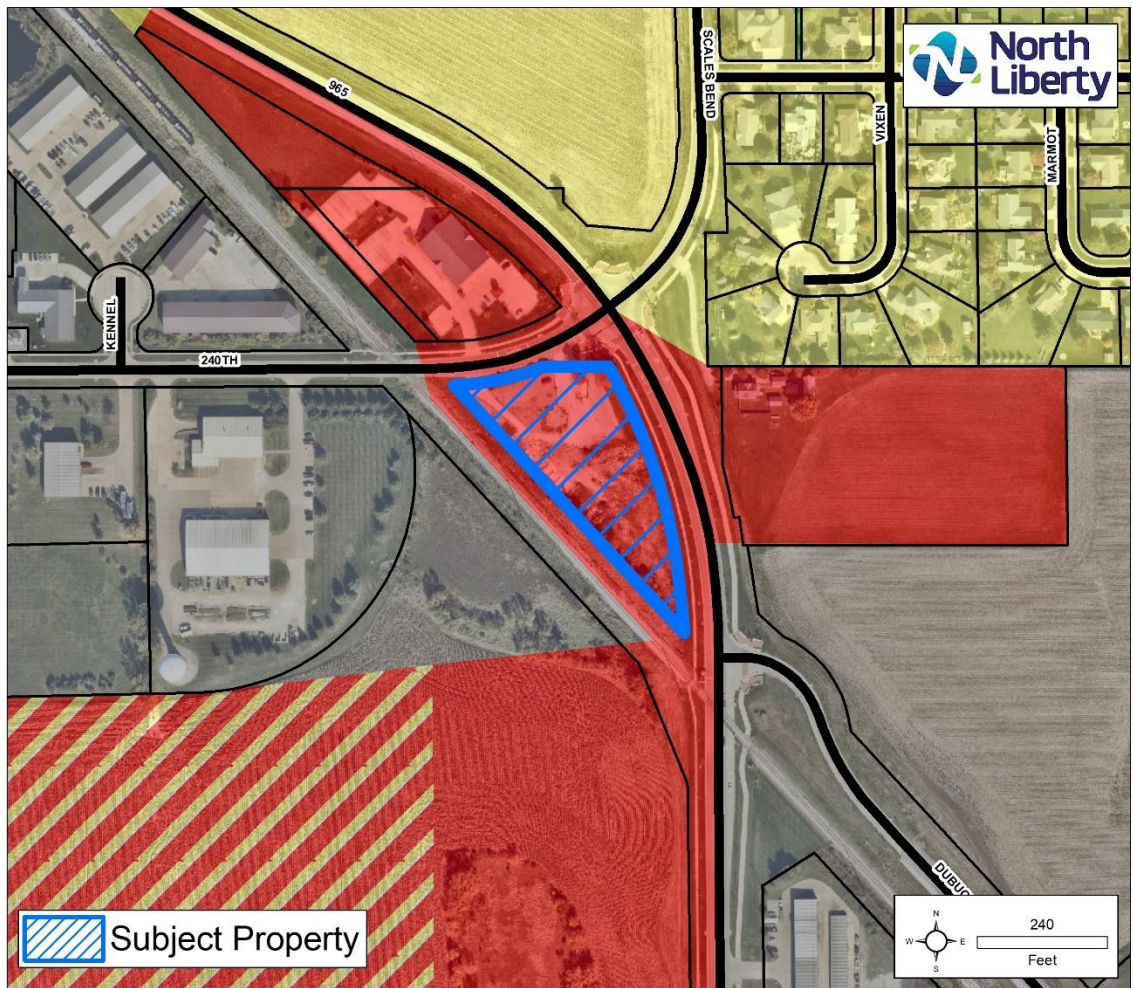 965
SCALES BEND
North
Liberty
VIXEN
MARMOT
KENNEL
240TH
DUBUQ
Subject Property
N
W
E
S
240
Feet